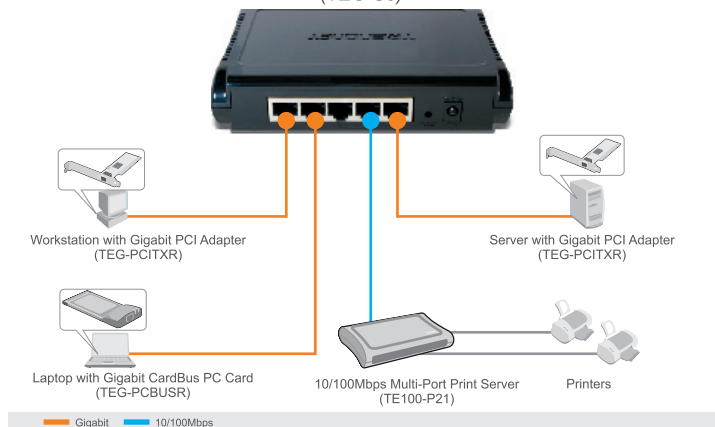 Workstation with Gigabit PCI Adapter
(TEG-PCITXR)
Server with Gigabit PCI Adapter
(TEG-PCITXR)
Laptop with Gigabit CardBus PC Card
(TEG-PCBUSR)
10/100Mbps Multi-Port Print Server
(TE100-P21)
Printers
Gigabit
10/100Mbps